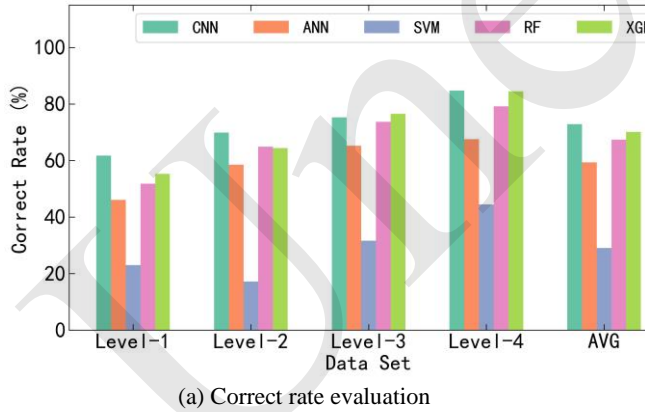 CNN ANN SVM RF XG
100
80
60
40
20
0
Correct Rate (%)
Level-1 Level-2 Level-3 Level-4 AVG
Data Set
(a) Correct rate evaluation